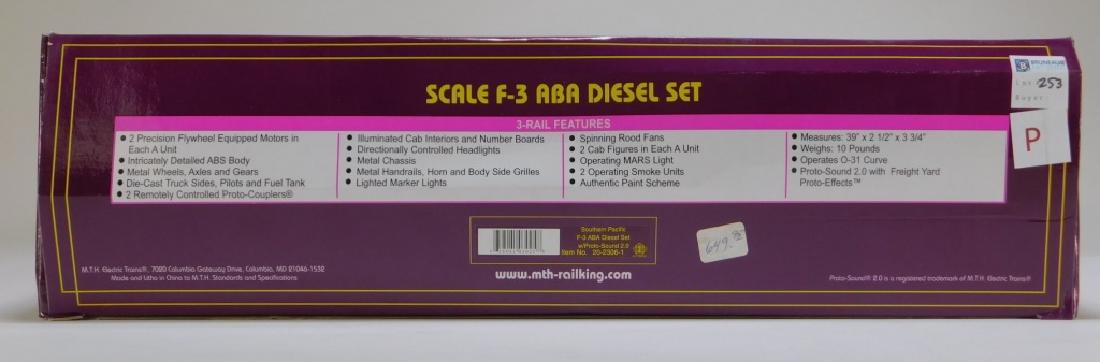 SCALE F-3 ABA DIESEL SET
BRUNEAU
Lot 253
Buyer
P
3-RAIL FEATURES
• 2 Precision Flywheel Equipped Motors in
Each A Unit
• Intricately Detailed ABS Body
• Metal Wheels, Axles and Gears
• Die-Cast Truck Sides, Pilots and Fuel Tank
• 2 Remotely Controlled Proto-Couplers®
• Illuminated Cab Interiors and Number Boards
• Directionally Controlled Headlights
• Metal Chassis
• Metal Handrails, Horn and Body Side Grilles
• Lighted Marker Lights
• Spinning Rood Fans
• 2 Cab Figures in Each A Unit
• Operating MARS Light
• 2 Operating Smoke Units
• Authentic Paint Scheme
• Measures: 39" x 2 1/2" x 3 3/4"
• Weighs: 10 Pounds
• Operates O-31 Curve
• Proto-Sound 2.0 with Freight Yard
Proto-Effects™
Southern Pacific
F-3 ABA Diesel Set
w/Proto-Sound 2.0
Item No. 20-2306-1
649.95
www.mth-railking.com
M.T.H. Electric Trains®, 7020 Columbia Gateway Drive, Columbia, MD 21046-1532
Made and Litho in China to M.T.H. Standards and Specifications.
Proto-Sound® 2.0 is a registered trademark of M.T.H. Electric Trains®